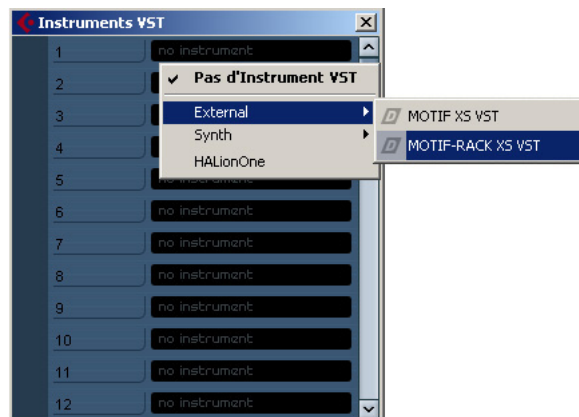 Instruments VST
1 no instrument
2
✓ Pas d'Instrument VST
3
External
MOTIF XS VST
4
Synth
MOTIF-RACK XS VST
HALionOne
5 no instrument
6 no instrument
7 no instrument
8 no instrument
9 no instrument
10 no instrument
11 no instrument
12 no instrument